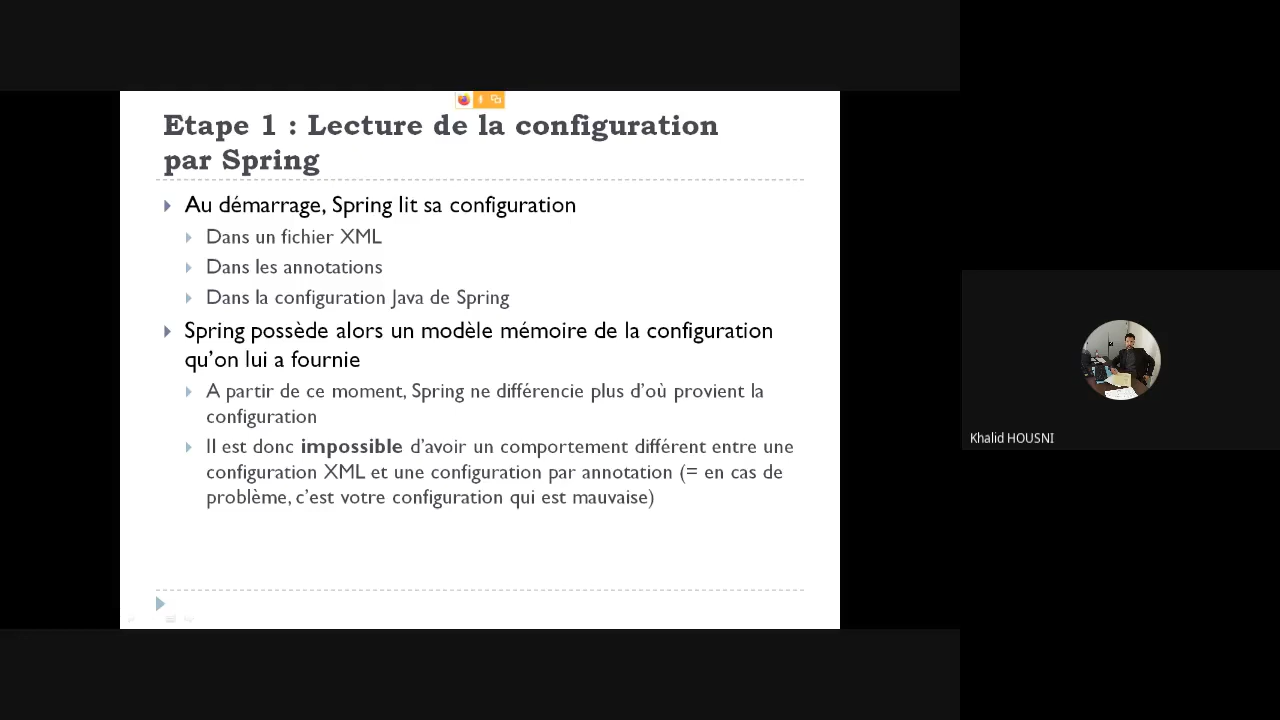 Etape 1 : Lecture de la configuration
par Spring
Au démarrage, Spring lit sa configuration
Dans un fichier XML
Dans les annotations
Dans la configuration Java de Spring
Spring possède alors un modèle mémoire de la configuration
qu’on lui a fournie
A partir de ce moment, Spring ne différencie plus d’où provient la
configuration
Il est donc impossible d’avoir un comportement différent entre une
configuration XML et une configuration par annotation (= en cas de
problème, c’est votre configuration qui est mauvaise)
Khalid HOUSNI